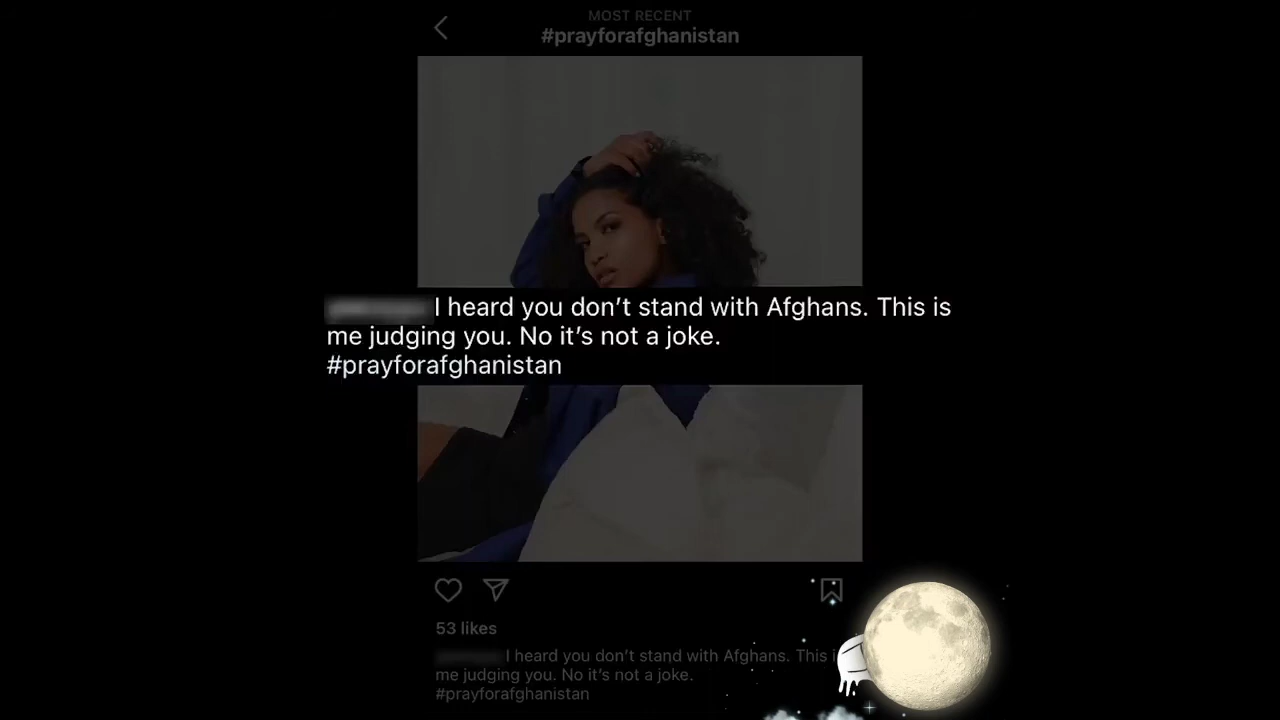 MOST RECENT
#prayforafghanistan
I heard you don't stand with Afghans. This is
me judging you. No it's not a joke.
#prayforafghanistan
53 likes
I heard you don't stand with Afghans. This
me judging you. No it's not a joke.
#prayforafghanistan